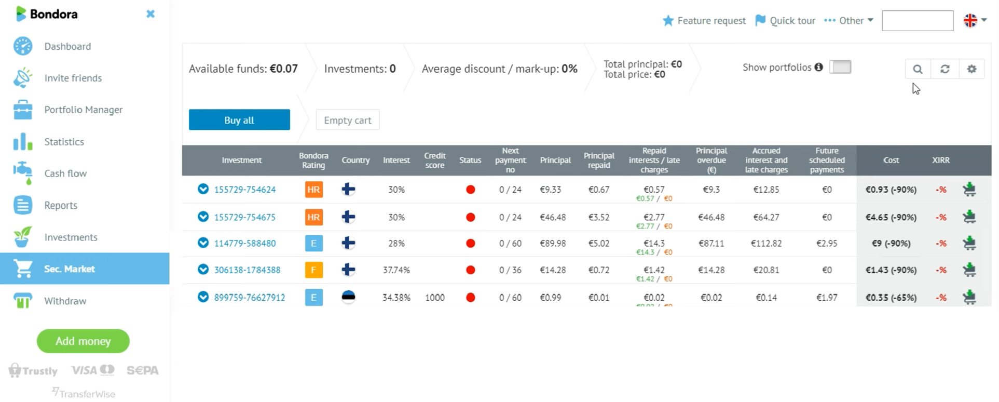 Bondora
Dashboard
Invite friends
Portfolio Manager
Statistics
Cash flow
Reports
Investments
Sec. Market
Withdraw
Add money
Trustly VISA S€PA
TransferWise
Feature request Quick tour Other
Available funds: €0.07 Investments: 0 Average discount / mark-up: 0% Total principal: €0
Total price: €0
Show portfolios
Buy all Empty cart
Investment Bondora Rating Country Interest Credit score Status Next payment no Principal Principal repaid Repaid interests / late charges Principal overdue (€) Accrued interest and late charges Future scheduled payments Cost XIRR
155729-754624 HR 30% 0 / 24 €9.33 €0.67 €0.57 €9.3 €12.85 €0 €0.93 (-90%) -%
€0.57 / €0
155729-754675 HR 30% 0 / 24 €46.48 €3.52 €2.77 €46.48 €64.27 €0 €4.65 (-90%) -%
€2.77 / €0
114779-588480 E 28% 0 / 60 €89.98 €5.02 €14.3 €87.11 €112.82 €2.95 €9 (-90%) -%
€14.3 / €0
306138-1784388 F 37.74% 0 / 36 €14.28 €0.72 €1.42 €14.28 €20.81 €0 €1.43 (-90%) -%
€1.42 / €0
899759-76627912 E 34.38% 1000 0 / 60 €0.99 €0.01 €0.02 €0.02 €0.14 €1.97 €0.35 (-65%) -%
€0.02 / €0